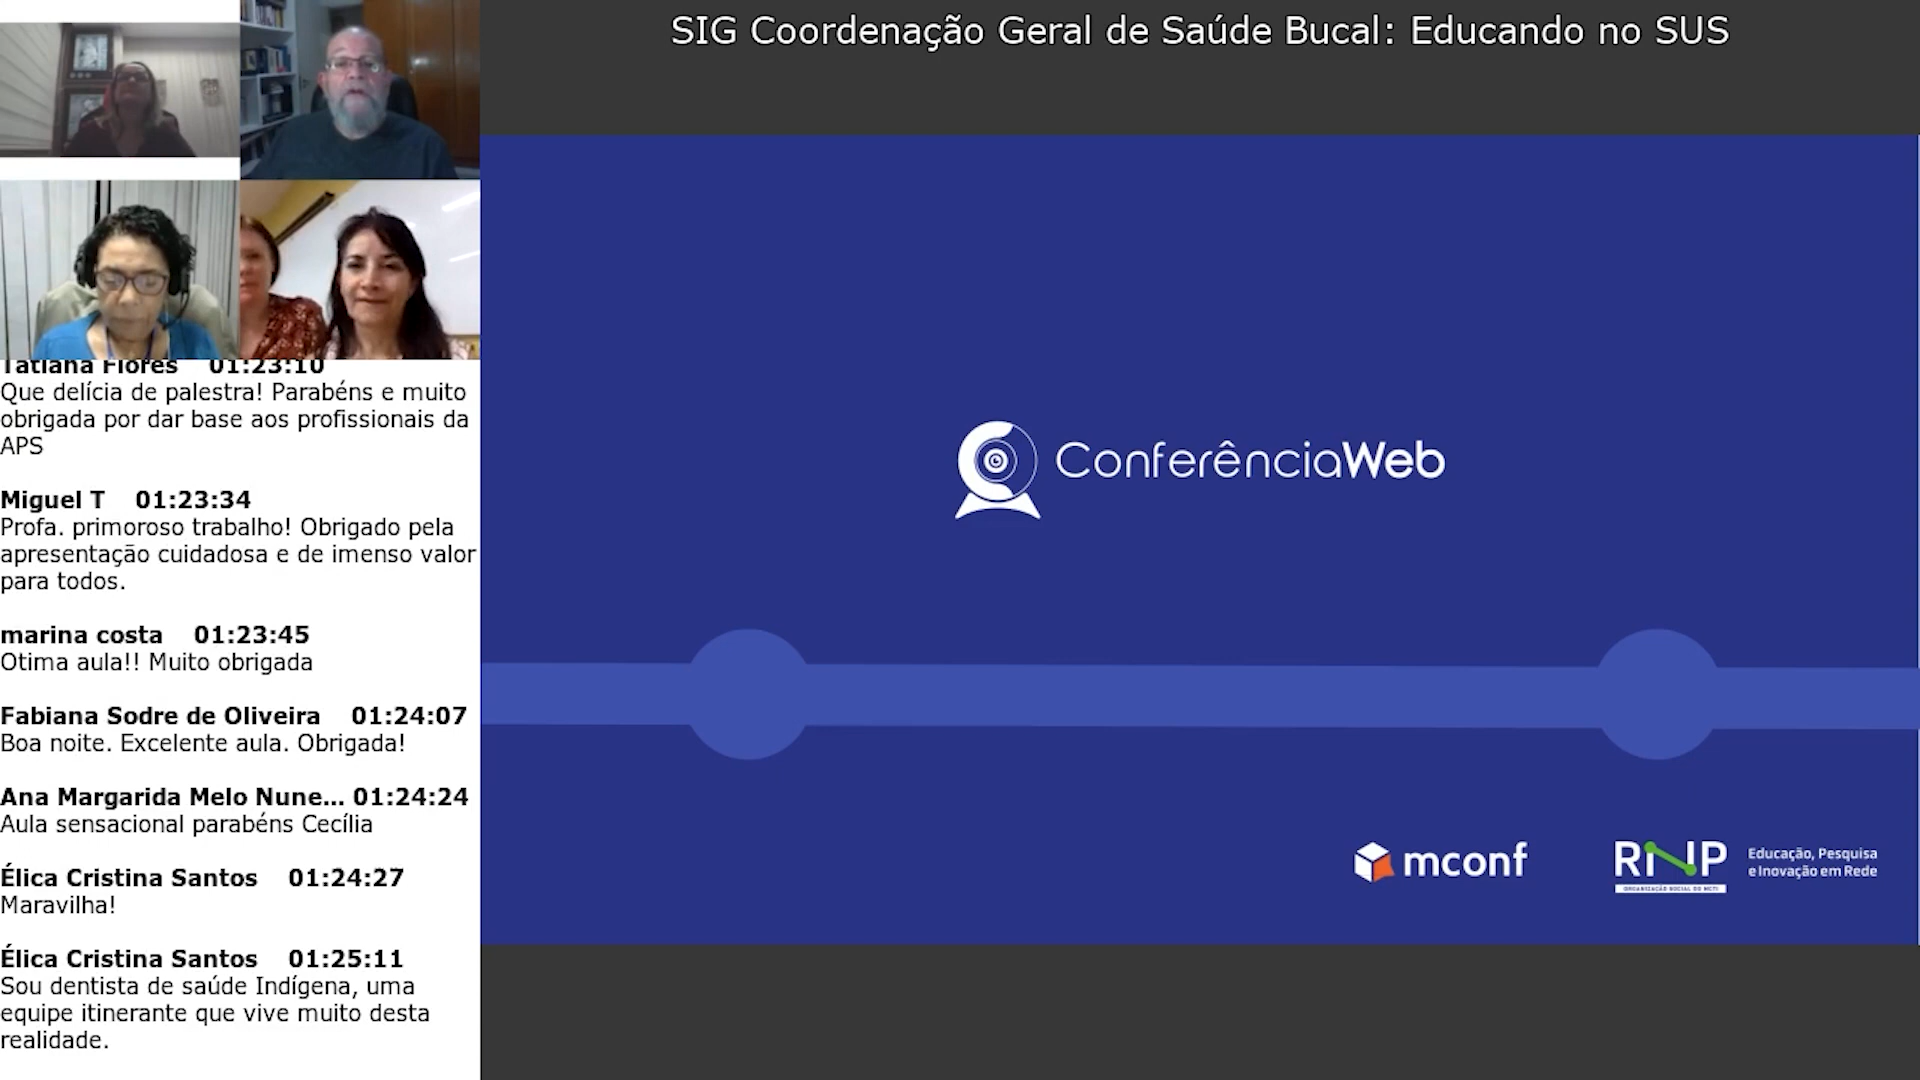 SIG Coordenação Geral de Saúde Bucal: Educando no SUS
Tatiana Flores 01:23:10
Que delícia de palestra! Parabéns e muito
obrigada por dar base aos profissionais da
APS
Miguel T 01:23:34
Profa. primoroso trabalho! Obrigado pela
apresentação cuidadosa e de imenso valor
para todos.
marina costa 01:23:45
Otima aula!! Muito obrigada
Fabiana Sodre de Oliveira 01:24:07
Boa noite. Excelente aula. Obrigada!
Ana Margarida Melo Nune... 01:24:24
Aula sensacional parabéns Cecília
Élica Cristina Santos 01:24:27
Maravilha!
Élica Cristina Santos 01:25:11
Sou dentista de saúde Indígena, uma
equipe itinerante que vive muito desta
realidade.
ConferênciaWeb
mconf
RNP
ORGANIZAÇÃO SOCIAL DO MCTI
Educação, Pesquisa
e Inovação em Rede